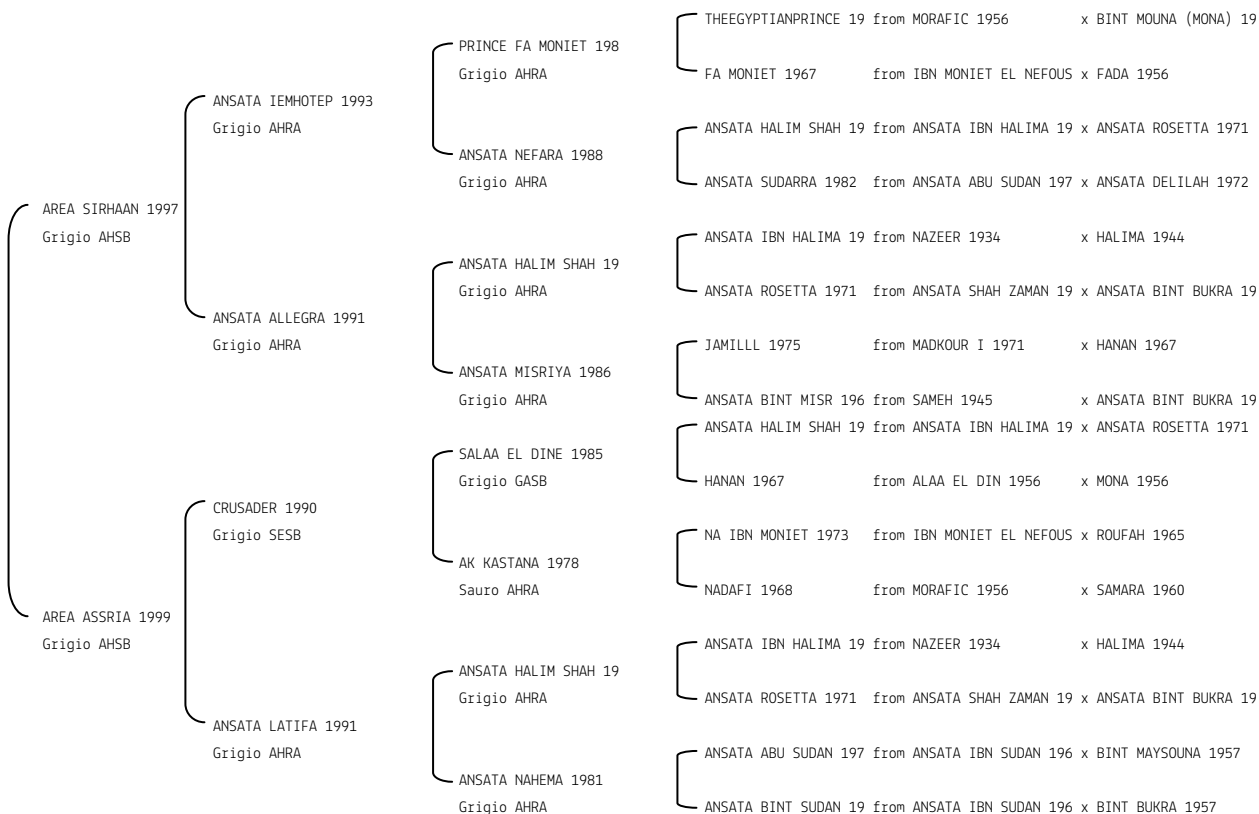 THEEGYPTIANPRINCE 19 from MORAFIC 1956 x BINT MOUNA (MONA) 19
PRINCE FA MONIET 198
Grigio AHRA
FA MONIET 1967 from IBN MONIET EL NEFOUS x FADA 1956
ANSATA IEMHOTEP 1993
Grigio AHRA
ANSATA HALIM SHAH 19 from ANSATA IBN HALIMA 19 x ANSATA ROSETTA 1971
ANSATA NEFARA 1988
Grigio AHRA
ANSATA SUDARRA 1982 from ANSATA ABU SUDAN 197 x ANSATA DELILAH 1972
AREA SIRHAAN 1997
Grigio AHSB
ANSATA IBN HALIMA 19 from NAZEER 1934 x HALIMA 1944
ANSATA HALIM SHAH 19
Grigio AHRA
ANSATA ROSETTA 1971 from ANSATA SHAH ZAMAN 19 x ANSATA BINT BUKRA 19
ANSATA ALLEGRA 1991
Grigio AHRA
JAMILLL 1975 from MADKOUR I 1971 x HANAN 1967
ANSATA MISRIYA 1986
Grigio AHRA
ANSATA BINT MISR 196 from SAMEH 1945 x ANSATA BINT BUKRA 19
ANSATA HALIM SHAH 19 from ANSATA IBN HALIMA 19 x ANSATA ROSETTA 1971
SALAA EL DINE 1985
Grigio GASB
HANAN 1967 from ALAA EL DIN 1956 x MONA 1956
CRUSADER 1990
Grigio SESB
NA IBN MONIET 1973 from IBN MONIET EL NEFOUS x ROUFAH 1965
AK KASTANA 1978
Sauro AHRA
NADAFI 1968 from MORAFIC 1956 x SAMARA 1960
AREA ASSRIA 1999
Grigio AHSB
ANSATA IBN HALIMA 19 from NAZEER 1934 x HALIMA 1944
ANSATA HALIM SHAH 19
Grigio AHRA
ANSATA ROSETTA 1971 from ANSATA SHAH ZAMAN 19 x ANSATA BINT BUKRA 19
ANSATA LATIFA 1991
Grigio AHRA
ANSATA ABU SUDAN 197 from ANSATA IBN SUDAN 196 x BINT MAYSOUNA 1957
ANSATA NAHEMA 1981
Grigio AHRA
ANSATA BINT SUDAN 19 from ANSATA IBN SUDAN 196 x BINT BUKRA 1957